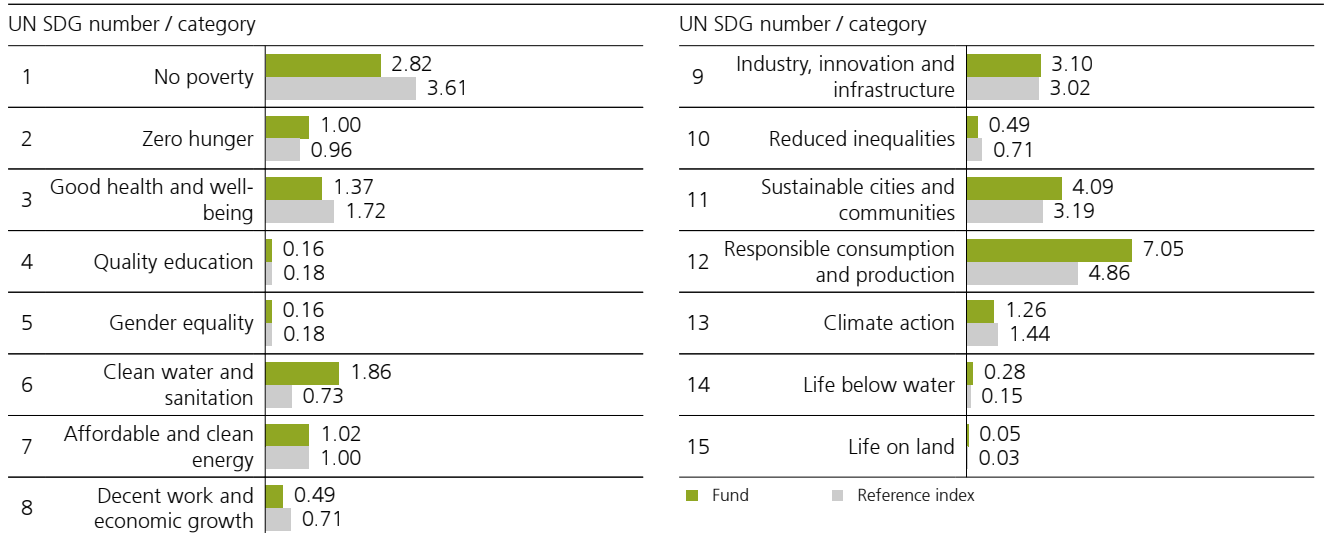 UN SDG number / category
1 No poverty 2.82
3.61
2 Zero hunger 1.00
0.96
3 Good health and well-
being 1.37
1.72
4 Quality education 0.16
0.18
5 Gender equality 0.16
0.18
6 Clean water and
sanitation 1.86
0.73
7 Affordable and clean
energy 1.02
1.00
8 Decent work and
economic growth 0.49
0.71
UN SDG number / category
9 Industry, innovation and
infrastructure 3.10
3.02
10 Reduced inequalities 0.49
0.71
11 Sustainable cities and
communities 4.09
3.19
12 Responsible consumption
and production 7.05
4.86
13 Climate action 1.26
1.44
14 Life below water 0.28
0.15
15 Life on land 0.05
0.03
Fund Reference index